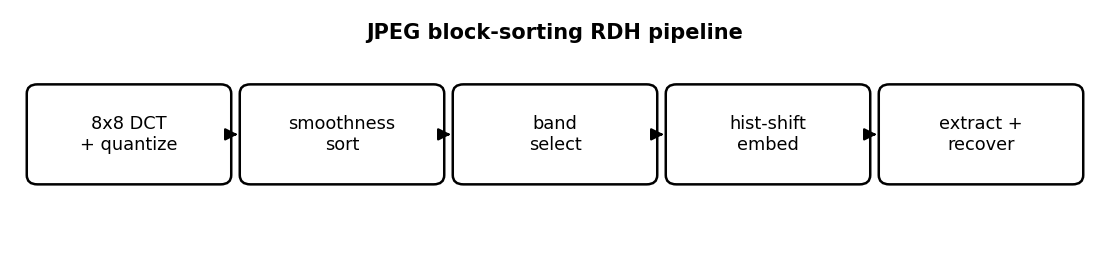 JPEG block-sorting RDH pipeline
8x8 DCT
+ quantize
smoothness
sort
band
select
hist-shift
embed
extract +
recover